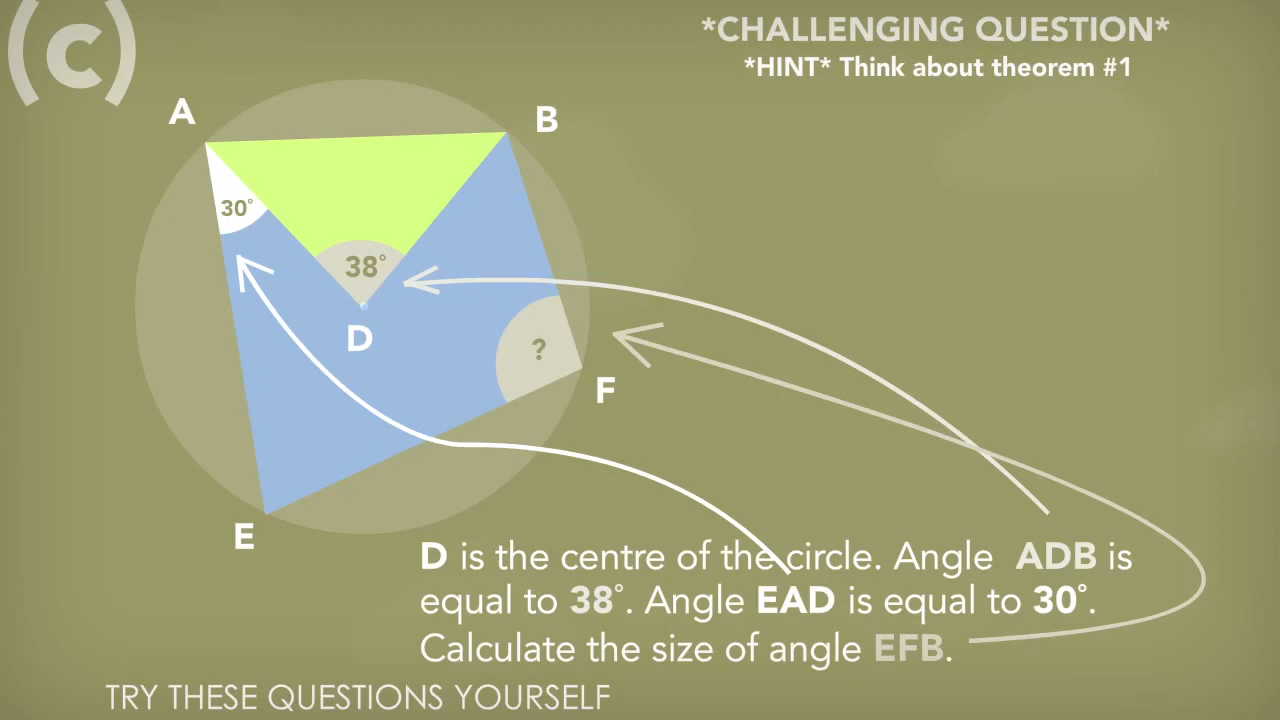 (c)
*CHALLENGING QUESTION*
*HINT* Think about theorem #1
A
B
30°
38°
D
?
F
E
D is the centre of the circle. Angle ADB is
equal to 38°. Angle EAD is equal to 30°.
Calculate the size of angle EFB.
TRY THESE QUESTIONS YOURSELF